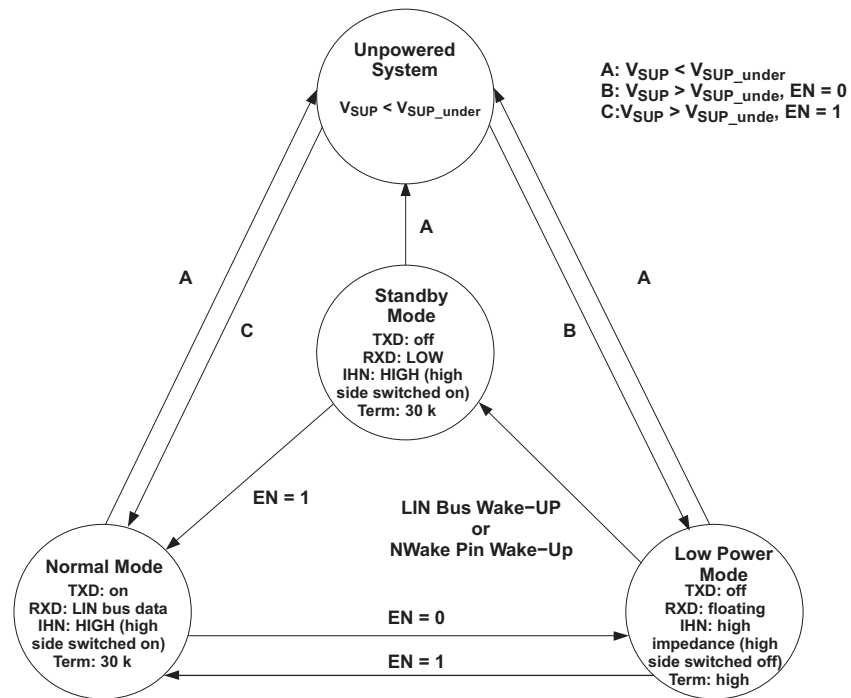 Unpowered
System
VSUP < VSUP_under
A: VSUP < VSUP_under
B: VSUP > VSUP_unde, EN = 0
C:VSUP > VSUP_unde, EN = 1
A
A
A
C
B
Standby
Mode
TXD: off
RXD: LOW
IHN: HIGH (high
side switched on)
Term: 30 k
EN = 1
LIN Bus Wake−UP
or
NWake Pin Wake−Up
Normal Mode
TXD: on
RXD: LIN bus data
IHN: HIGH (high
side switched on)
Term: 30 k
EN = 0
EN = 1
Low Power
Mode
TXD: off
RXD: floating
IHN: high
impedance (high
side switched off)
Term: high